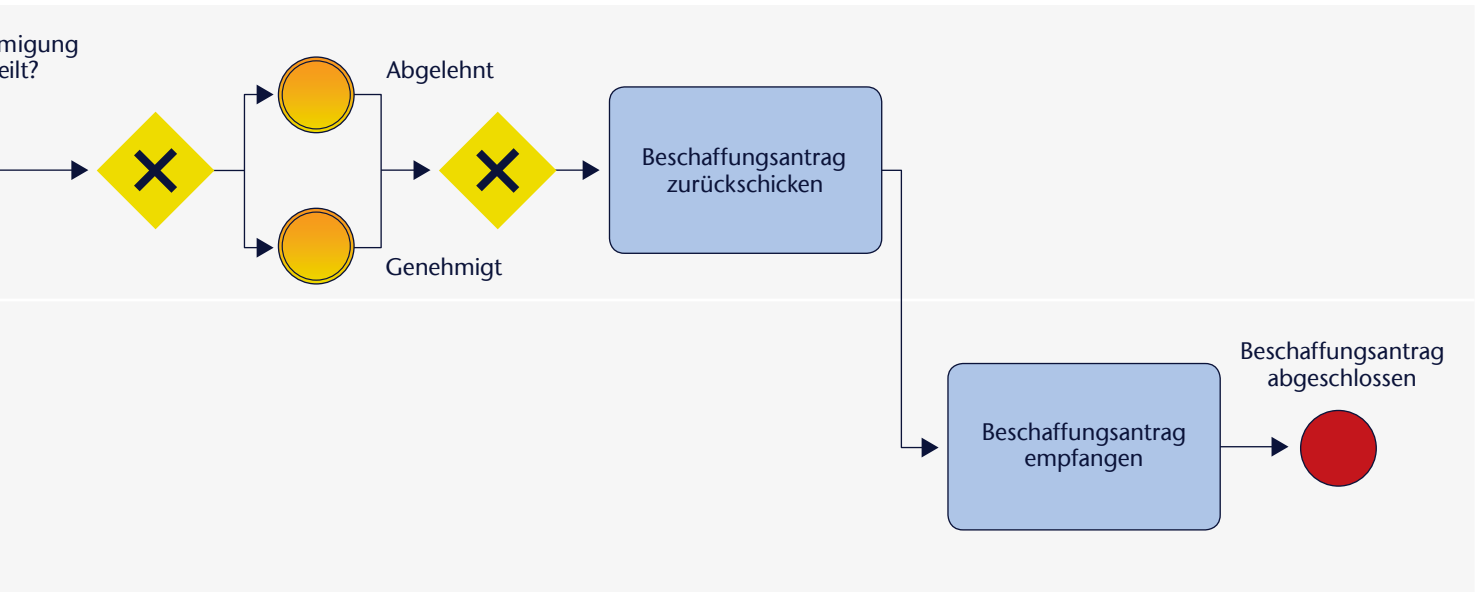 migung
eilt?
Abgelehnt
Genehmigt
Beschaffungsantrag
zurückschicken
Beschaffungsantrag
empfangen
Beschaffungsantrag
abgeschlossen